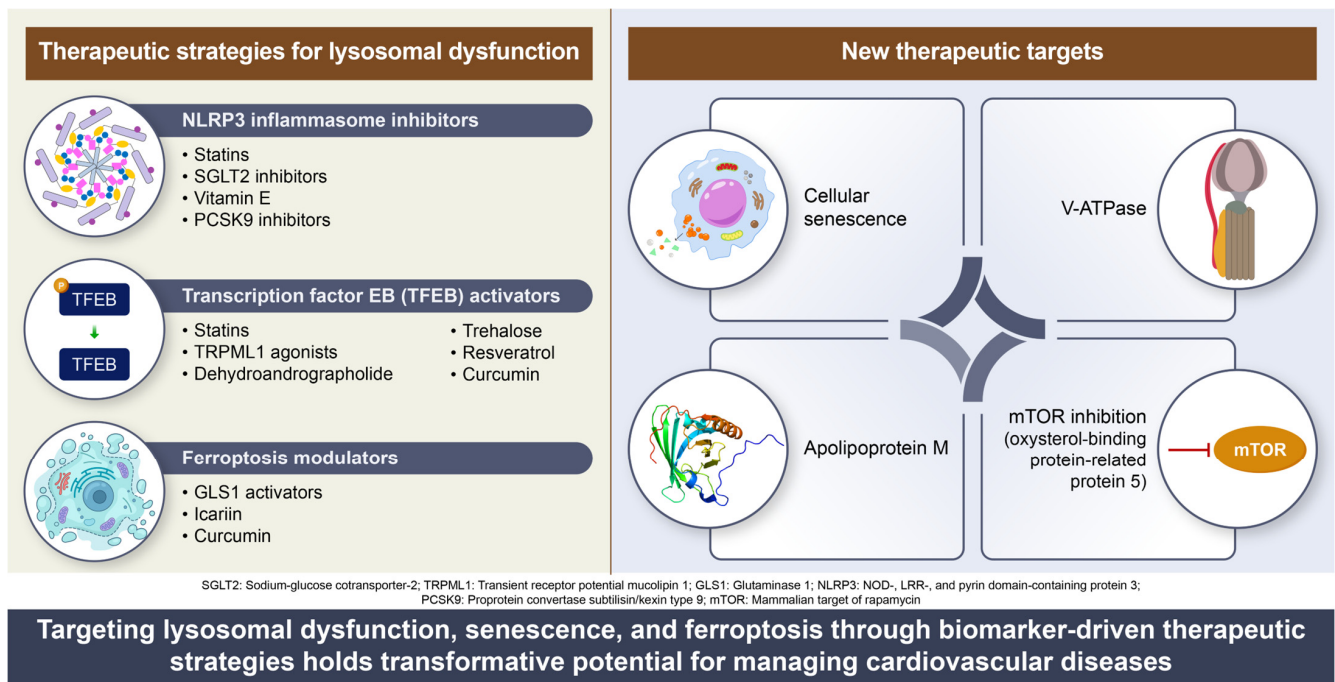 Therapeutic strategies for lysosomal dysfunction
NLRP3 inflammasome inhibitors
• Statins
• SGLT2 inhibitors
• Vitamin E
• PCSK9 inhibitors
P
TFEB
TFEB
Transcription factor EB (TFEB) activators
• Statins
• TRPML1 agonists
• Dehydroandrographolide
• Trehalose
• Resveratrol
• Curcumin
Ferroptosis modulators
• GLS1 activators
• Icariin
• Curcumin
New therapeutic targets
Cellular
senescence
V-ATPase
Apolipoprotein M
mTOR inhibition
(oxysterol-binding
protein-related
protein 5)
mTOR
SGLT2: Sodium-glucose cotransporter-2; TRPML1: Transient receptor potential mucolipin 1; GLS1: Glutaminase 1; NLRP3: NOD-, LRR-, and pyrin domain-containing protein 3;
PCSK9: Proprotein convertase subtilisin/kexin type 9; mTOR: Mammalian target of rapamycin
Targeting lysosomal dysfunction, senescence, and ferroptosis through biomarker-driven therapeutic
strategies holds transformative potential for managing cardiovascular diseases